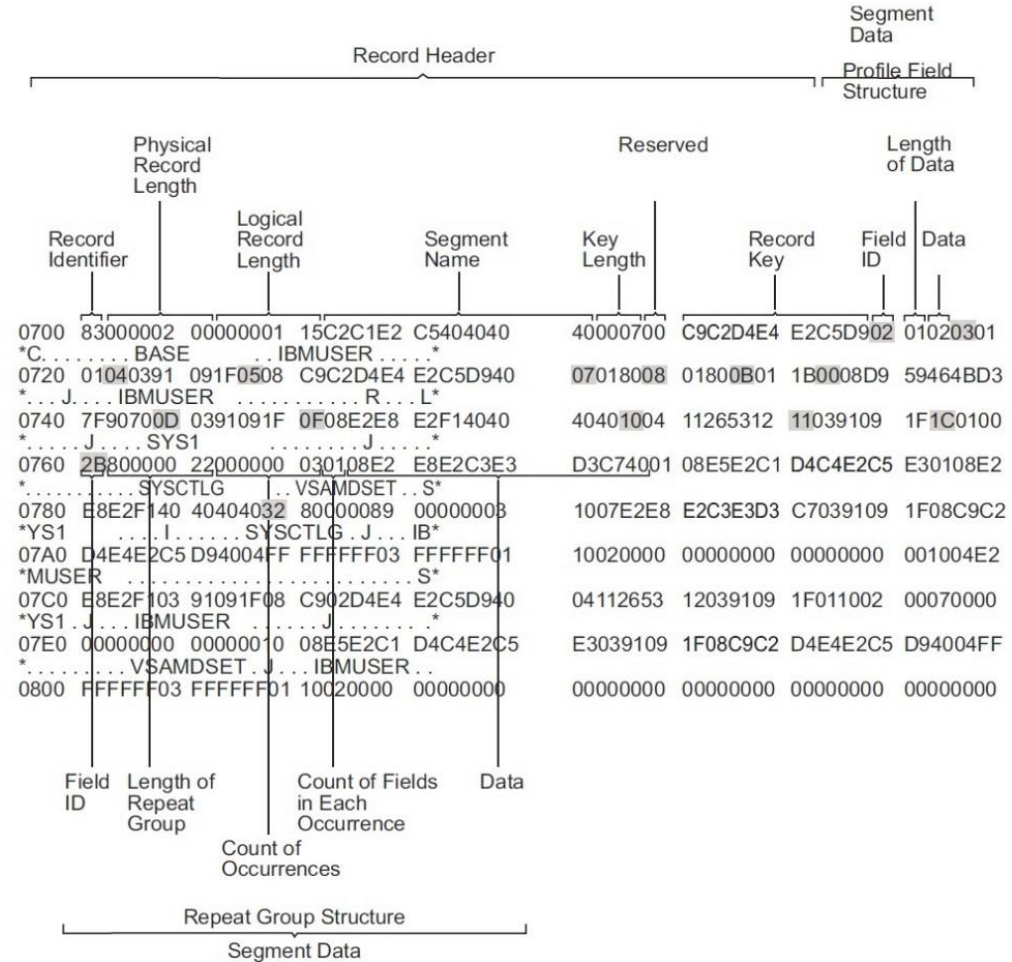 Segment
Data
Record Header
Profile Field
Structure
Physical
Record
Length
Reserved
Length
of Data
Logical
Record
Length
Record
Identifier
Segment
Name
Key
Length
Record
Key
Field
ID
Data
0700 83000002 00000001 15C2C1E2 C5404040 40000700 C9C2D4E4 E2C5D902 01020301
*C. . . . . . . . BASE . . IBMUSER . . . . .*
0720 01040391 091F0508 C9C2D4E4 E2C5D940 07018008 01800B01 1B0008D9 59464BD3
*. . . J. . . . IBMUSER . . . . . . . . . . R . . . L*
0740 7F90700D 0391091F 0F08E2E8 E2F14040 40401004 11265312 11039109 1F1C0100
*. . . . . J. . . . SYS1 . . . . . . . . . . J . . . . .*
0760 2B800000 22000000 030108E2 E8E2C3E3 D3C74001 08E5E2C1 D4C4E2C5 E30108E2
*. . . . . . . . . . SYSCTLG . . VSAMDSET . . S*
0780 E8E2F140 40404032 80000089 00000003 1007E2E8 E2C3E3D3 C7039109 1F08C9C2
*YS1 . . . . I . . . . . SYSCTLG . J . . . IB*
07A0 D4E4E2C5 D94004FF FFFFFF03 FFFFFF01 10020000 00000000 00000000 001004E2
*MUSER . . . . . . . . . . . . . . . . . . . . . . . . . S*
07C0 E8E2F103 91091F08 C902D4E4 E2C5D940 04112653 12039109 1F011002 00070000
*YS1 . J . . . IBMUSER . . . . . . . J . . . . . . . .*
07E0 00000000 00000010 08E5E2C1 D4C4E2C5 E3039109 1F08C9C2 D4E4E2C5 D94004FF
*. . . . . . . . . VSAMDSET . J . . . IBMUSER . .
0800 FFFFFF03 FFFFFF01 10020000 00000000 00000000 00000000 00000000 00000000
Field
ID
Length of
Repeat
Group
Count of Fields
in Each
Occurrence
Data
Count of
Occurrences
Repeat Group Structure
Segment Data